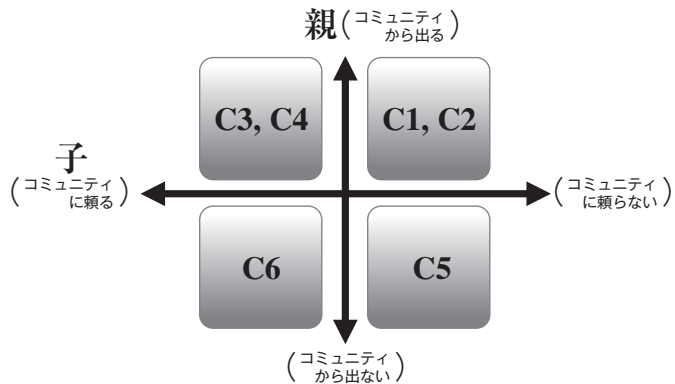 親(コミュニティから出る)
C3, C4
C1, C2
子
(コミュニティに頼る)
(コミュニティに頼らない)
C6
C5
(コミュニティから出ない)